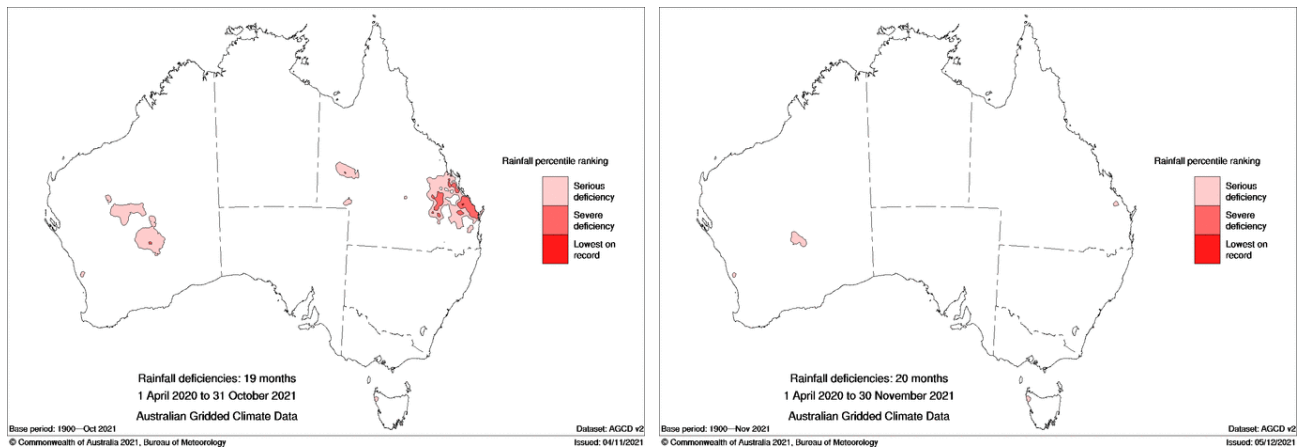 Rainfall percentile ranking
Serious
deficiency
Severe
deficiency
Lowest on
record
Rainfall deficiencies: 19 months
1 April 2020 to 31 October 2021
Australian Gridded Climate Data
Base period: 1900—Oct 2021
Dataset: AGCD v2
© Commonwealth of Australia 2021, Bureau of Meteorology
Issued: 04/11/2021
Rainfall percentile ranking
Serious
deficiency
Severe
deficiency
Lowest on
record
Rainfall deficiencies: 20 months
1 April 2020 to 30 November 2021
Australian Gridded Climate Data
Base period: 1900—Nov 2021
Dataset: AGCD v2
© Commonwealth of Australia 2021, Bureau of Meteorology
Issued: 05/12/2021